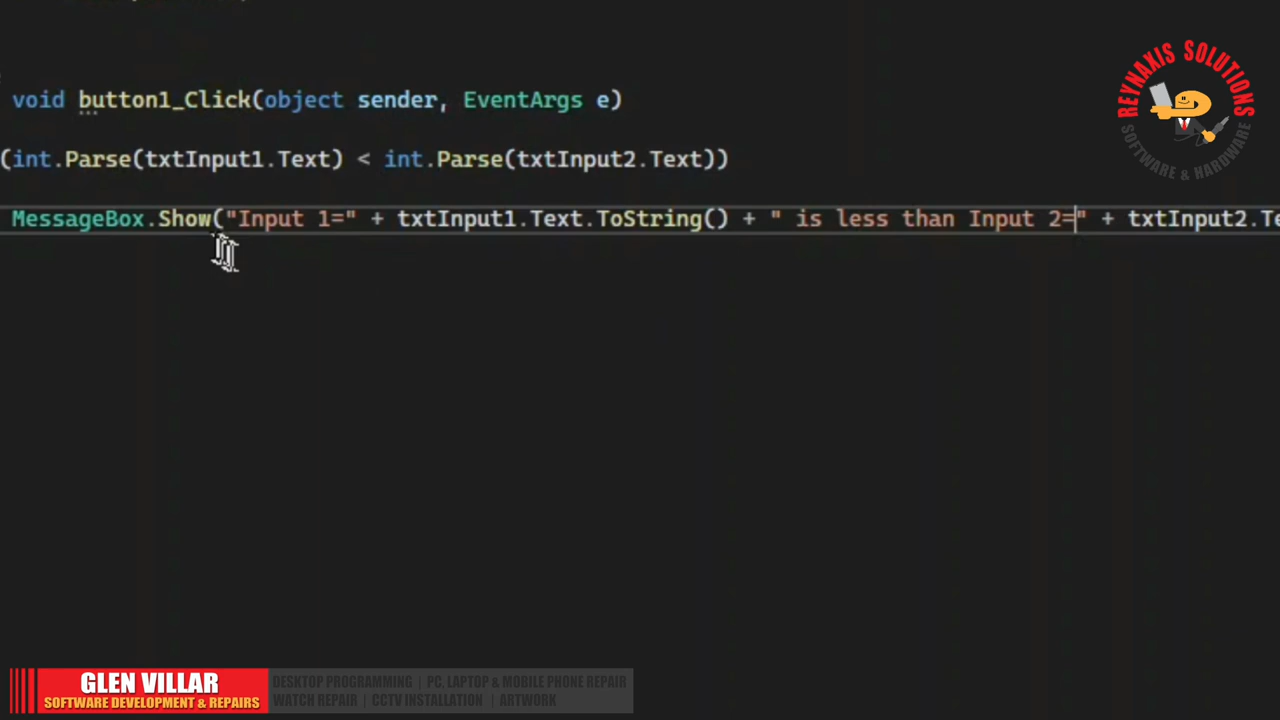 void button1_Click(object sender, EventArgs e)
(int.Parse(txtInput1.Text) < int.Parse(txtInput2.Text))
MessageBox.Show("Input 1=" + txtInput1.Text.ToString() + " is less than Input 2=" + txtInput2.Te
REYNAXIS SOLUTIONS
SOFTWARE & HARDWARE
GLEN VILLAR
SOFTWARE DEVELOPMENT & REPAIRS
DESKTOP PROGRAMMING | PC, LAPTOP & MOBILE PHONE REPAIR
WATCH REPAIR | CCTV INSTALLATION | ARTWORK